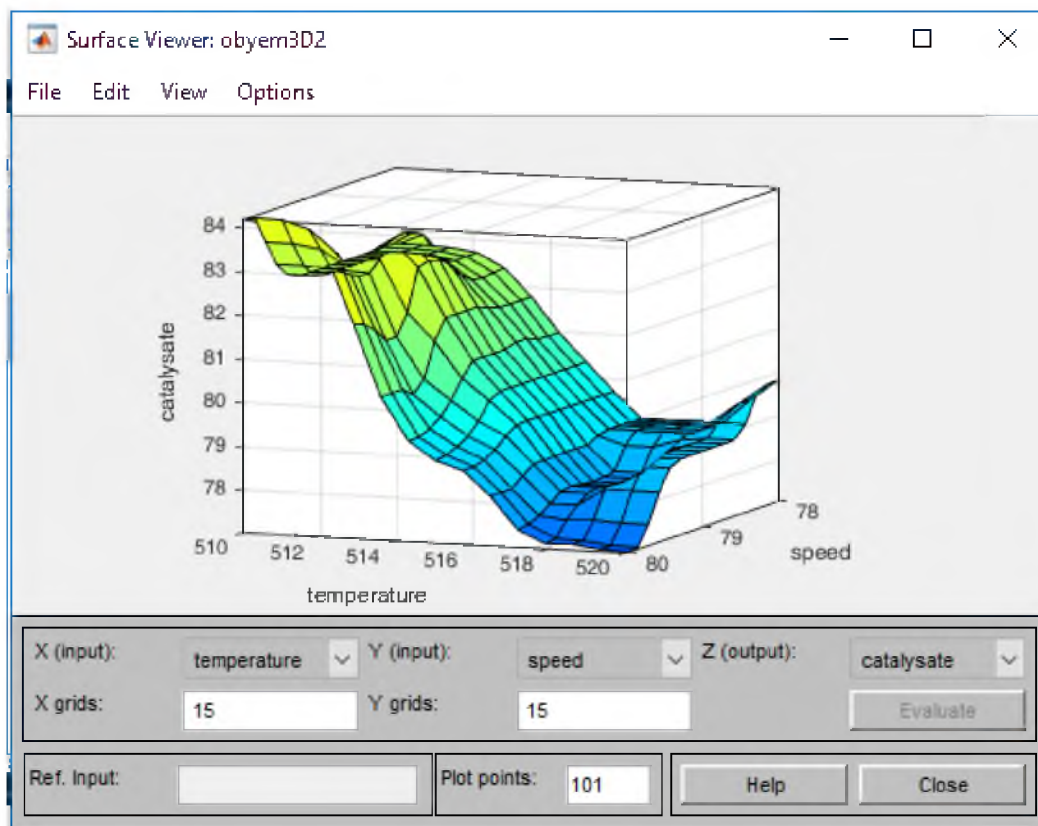 Surface Viewer: obyem3D2
File Edit View Options
84
83
82
81
80
79
78
catalysate
510 512 514 516 518 520
temperature
80 79 78
speed
X (input): temperature Y (input): speed Z (output): catalysate
X grids: 15 Y grids: 15 Evaluate
Ref. Input: Plot points: 101 Help Close